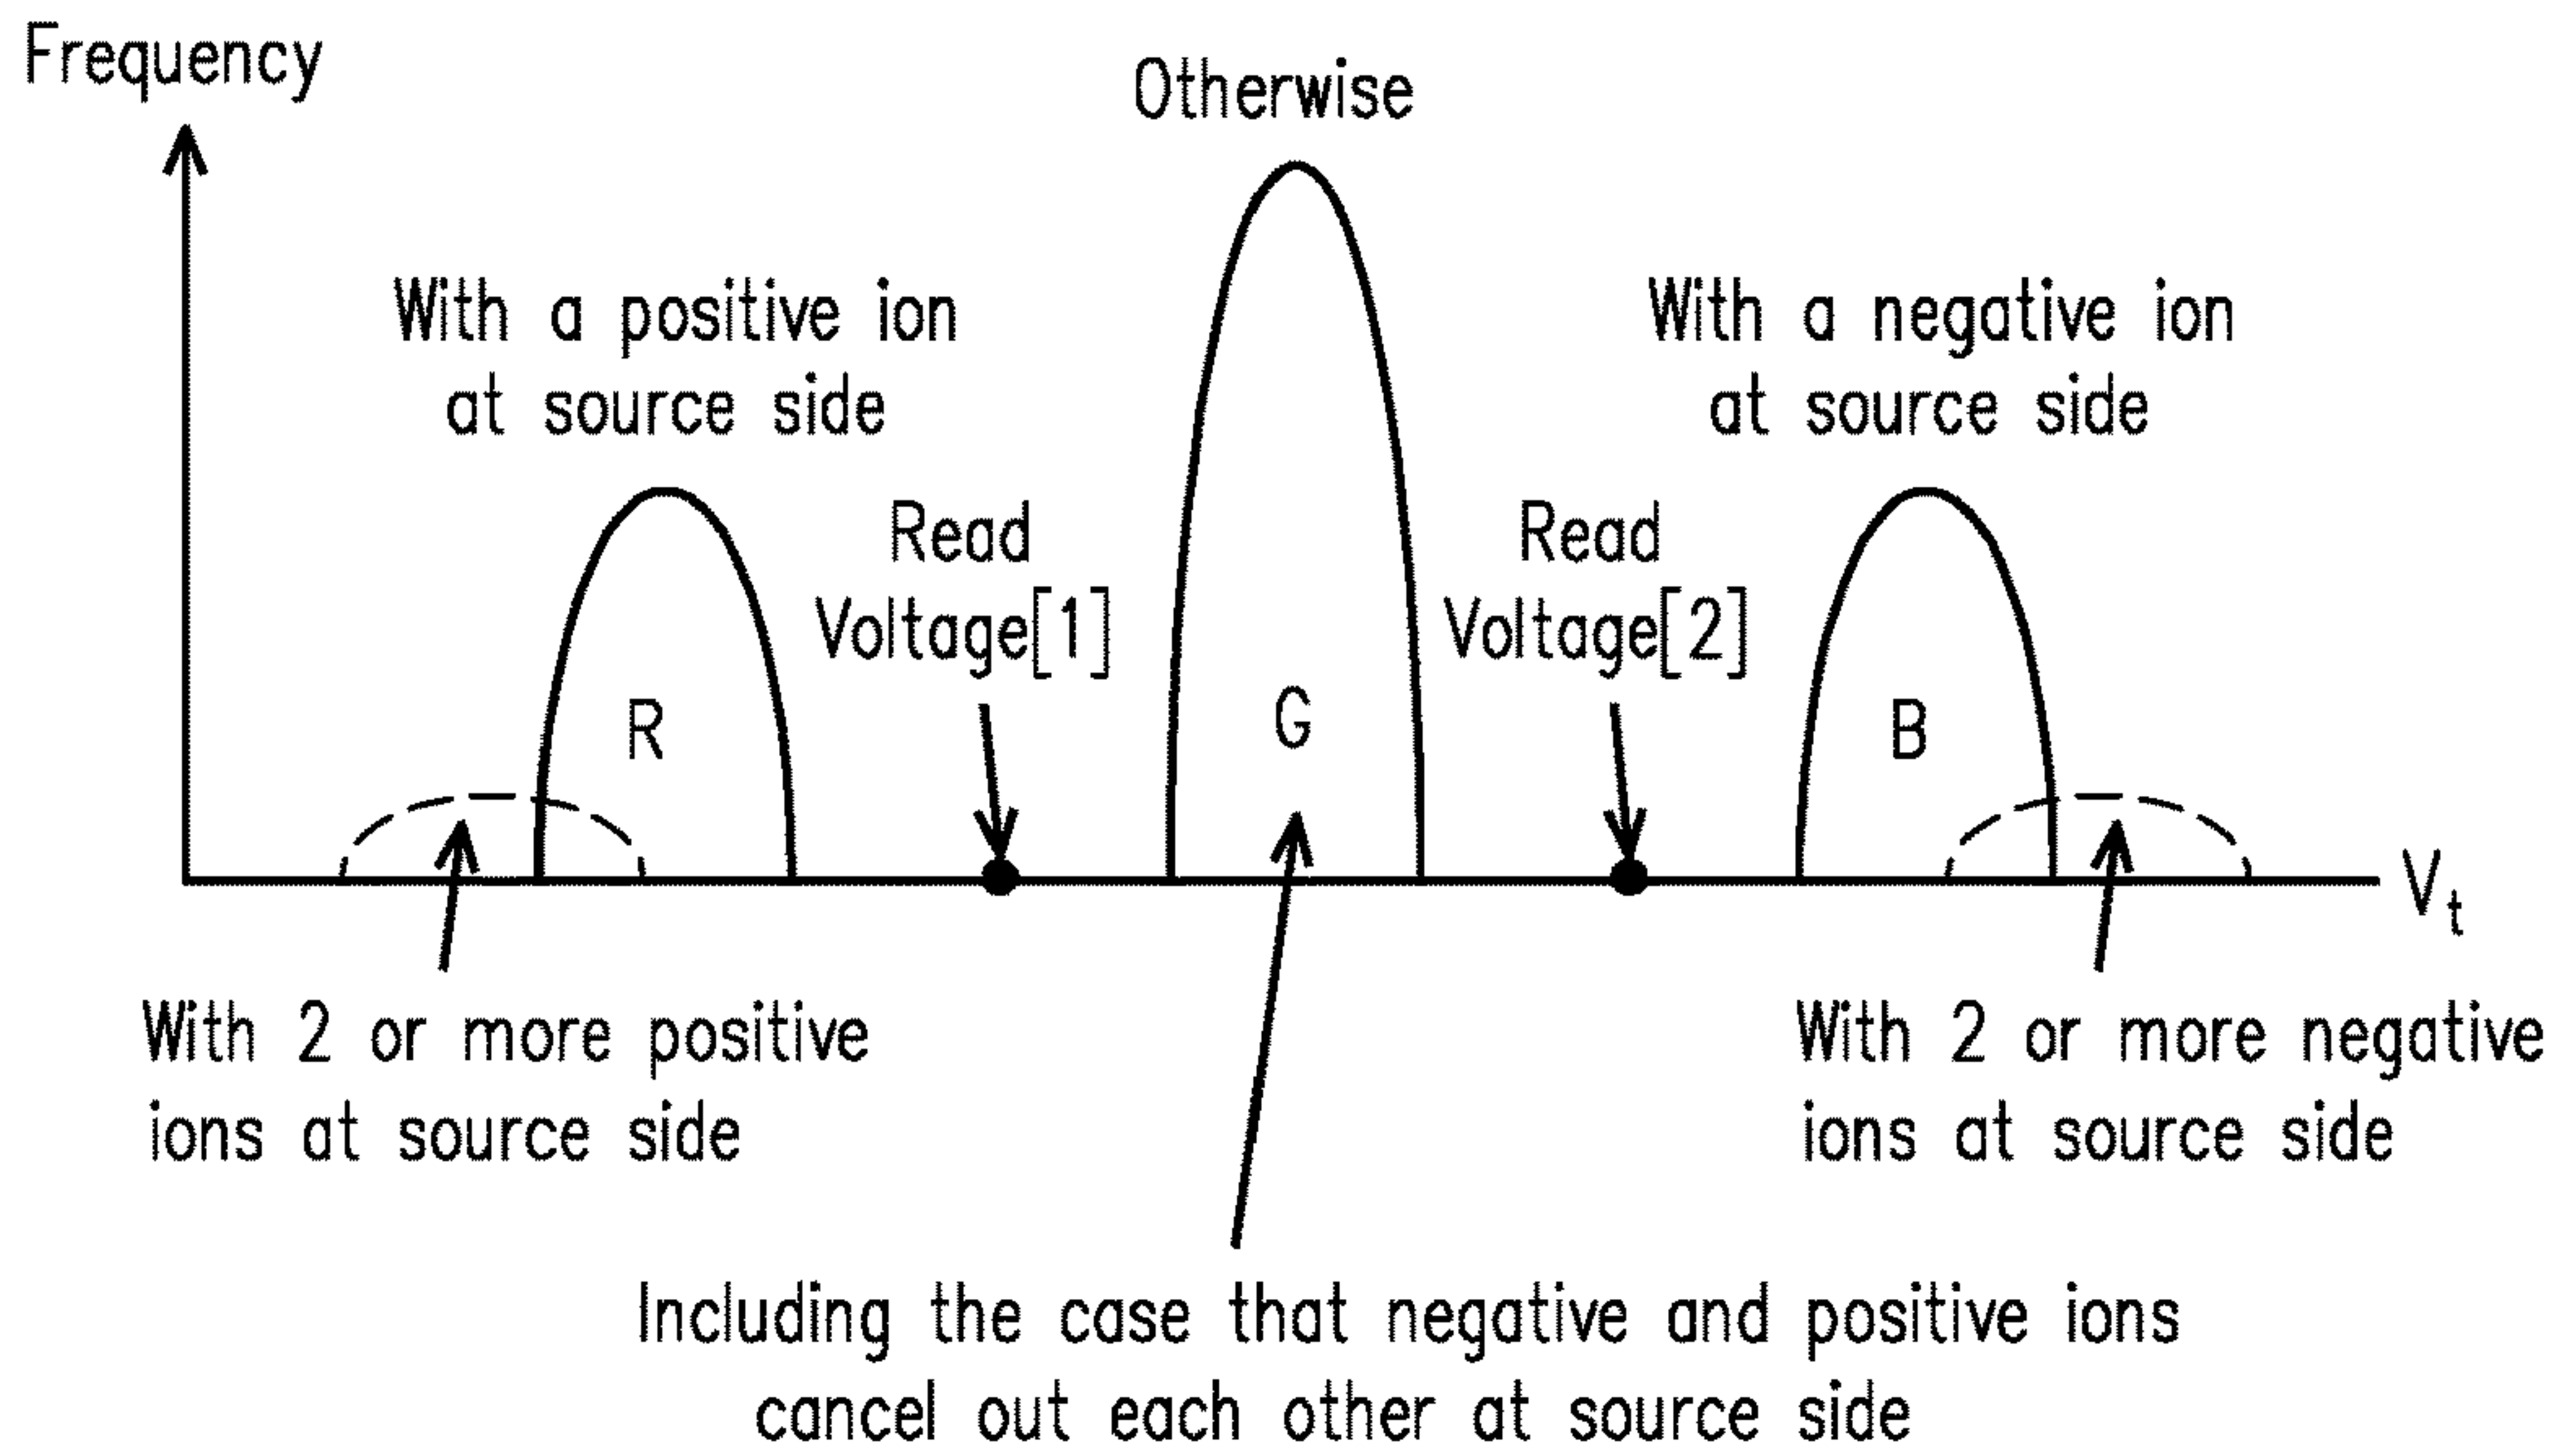 Frequency
Otherwise
With a positive ion
at source side
With a negative ion
at source side
Read
Voltage[1]
Read
Voltage[2]
R
G
B
Vt
With 2 or more positive
ions at source side
With 2 or more negative
ions at source side
Including the case that negative and positive ions
cancel out each other at source side